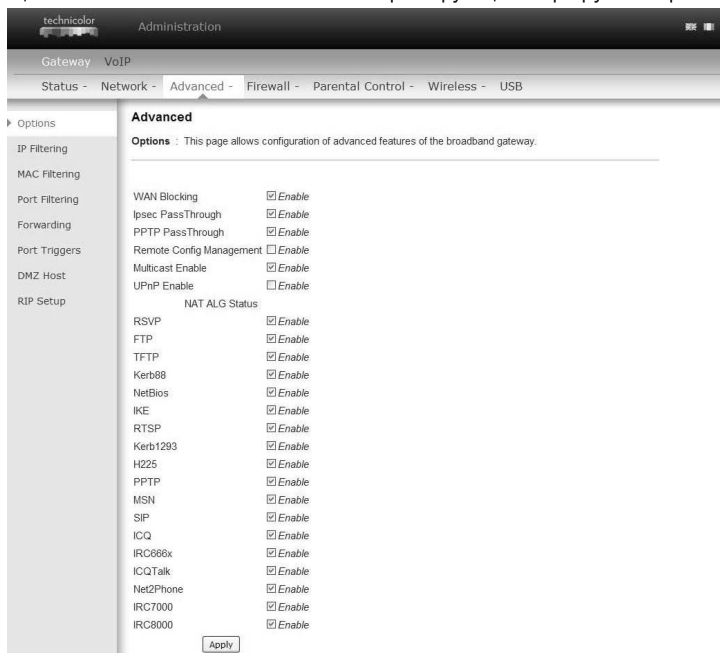 technicolor
Administration
Gateway VoIP
Status - Network - Advanced - Firewall - Parental Control - Wireless - USB
Options
IP Filtering
MAC Filtering
Port Filtering
Forwarding
Port Triggers
DMZ Host
RIP Setup
Advanced
Options : This page allows configuration of advanced features of the broadband gateway.
WAN Blocking Enable
Ipsec PassThrough Enable
PPTP PassThrough Enable
Remote Config Management Enable
Multicast Enable Enable
UPnP Enable Enable
NAT ALG Status
RSVP Enable
FTP Enable
TFTP Enable
Kerb88 Enable
NetBios Enable
IKE Enable
RTSP Enable
Kerb1293 Enable
H225 Enable
PPTP Enable
MSN Enable
SIP Enable
ICQ Enable
IRC666x Enable
ICQTalk Enable
Net2Phone Enable
IRC7000 Enable
IRC8000 Enable
Apply